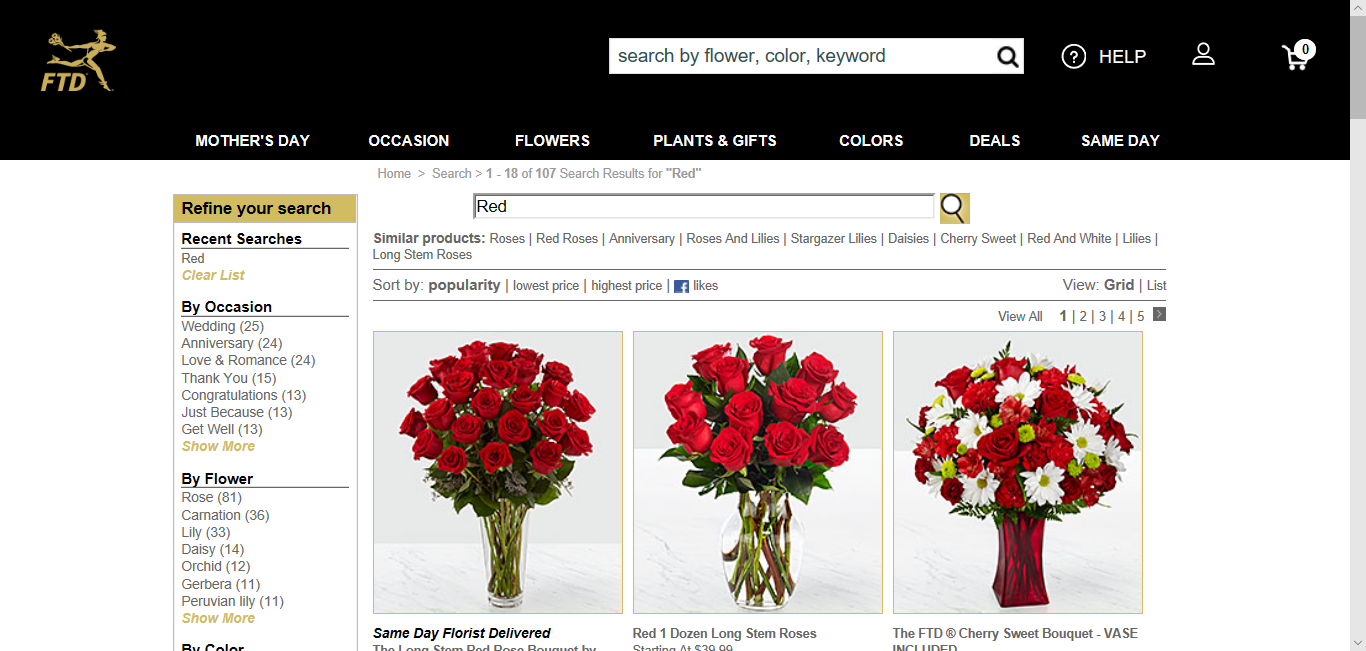 FTD
search by flower, color, keyword
? HELP
0
MOTHER'S DAY OCCASION FLOWERS PLANTS & GIFTS COLORS DEALS SAME DAY
Home > Search > 1 - 18 of 107 Search Results for "Red"
Refine your search
Recent Searches
Red
Clear List
By Occasion
Wedding (25)
Anniversary (24)
Love & Romance (24)
Thank You (15)
Congratulations (13)
Just Because (13)
Get Well (13)
Show More
By Flower
Rose (81)
Carnation (36)
Lily (33)
Daisy (14)
Orchid (12)
Gerbera (11)
Peruvian lily (11)
Show More
By Color
Red
Similar products: Roses | Red Roses | Anniversary | Roses And Lilies | Stargazer Lilies | Daisies | Cherry Sweet | Red And White | Lilies |
Long Stem Roses
Sort by: popularity | lowest price | highest price | f likes
View: Grid | List
View All 1 | 2 | 3 | 4 | 5 >
Same Day Florist Delivered
The Long Stem Red Rose Bouquet by
Red 1 Dozen Long Stem Roses
Starting At $39.99
The FTD ® Cherry Sweet Bouquet - VASE
INCLUDED